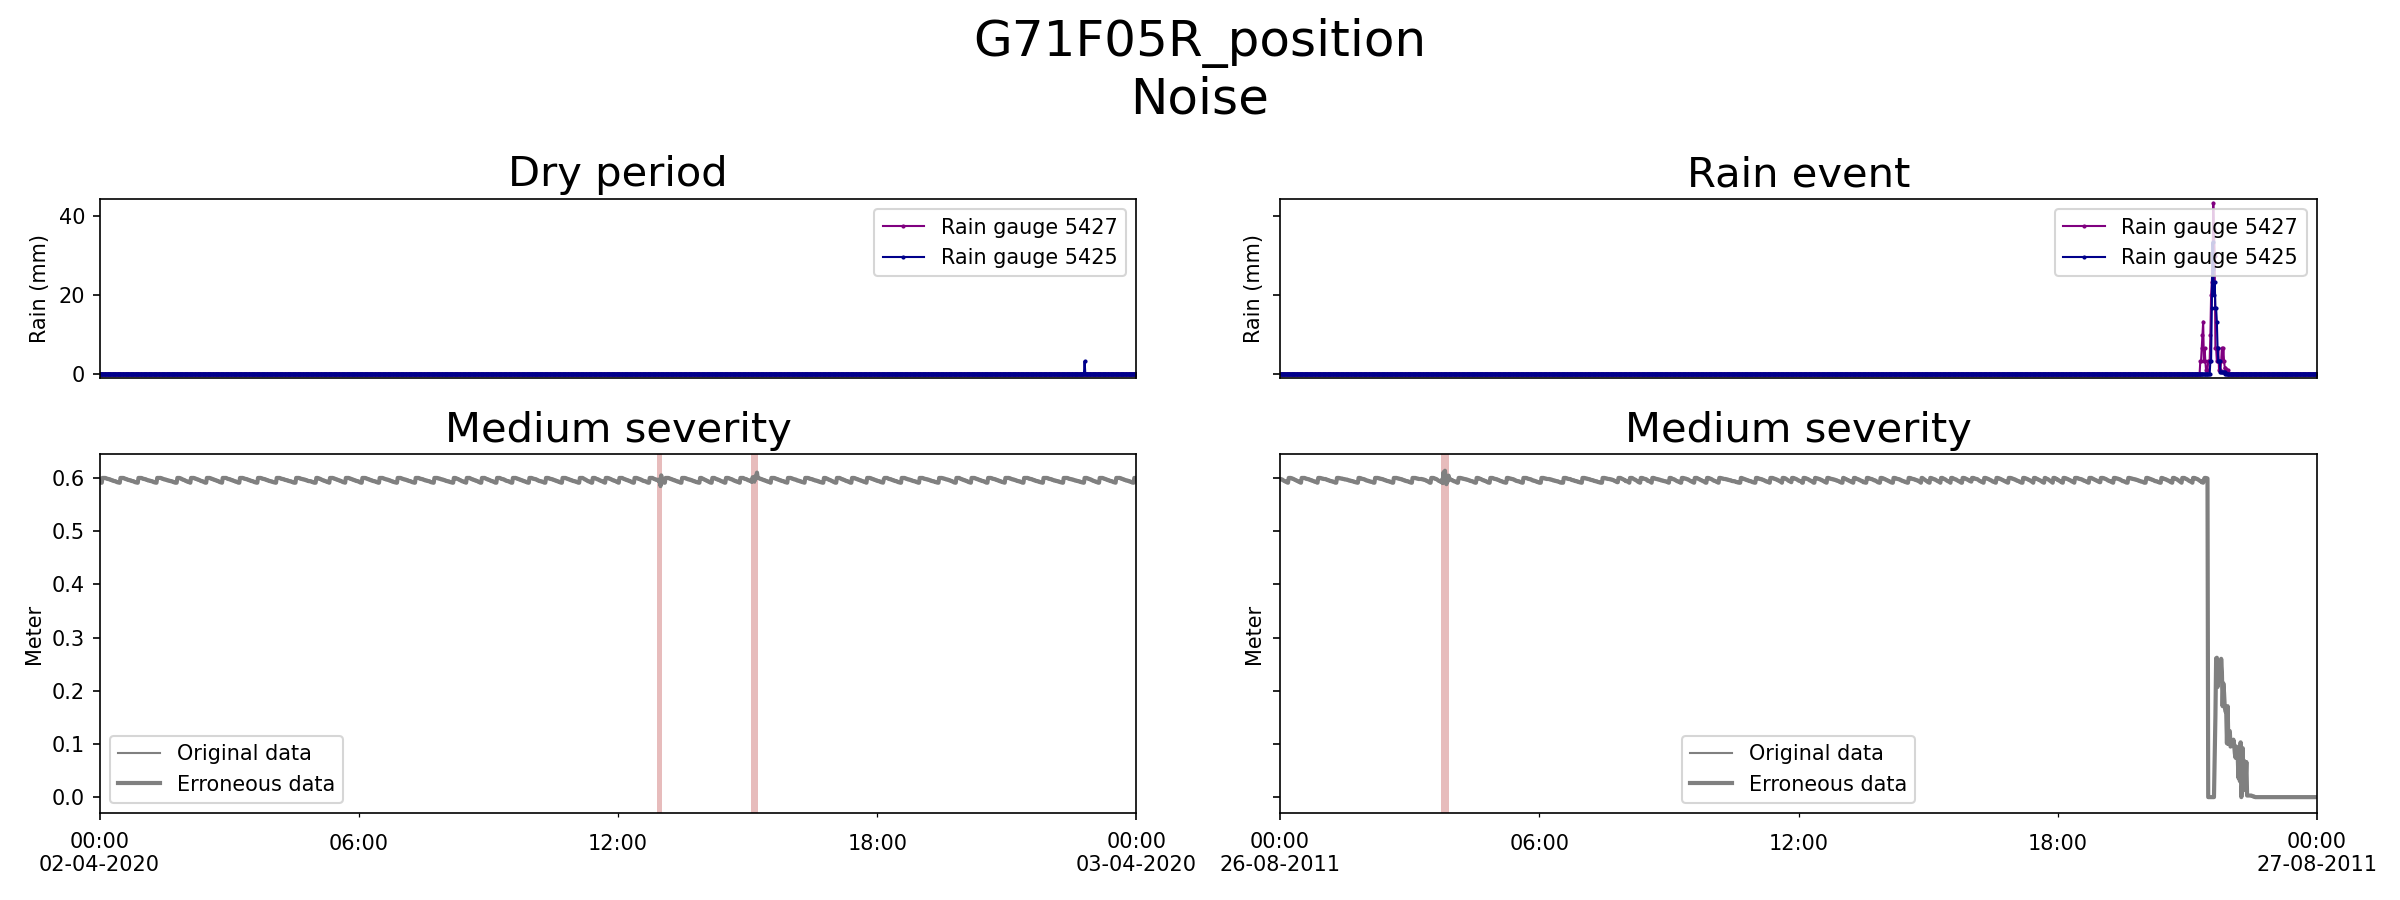 G71F05R_position
Noise
Dry period
Rain event
Rain (mm)
40
20
0
Rain gauge 5427
Rain gauge 5425
Rain (mm)
Rain gauge 5427
Rain gauge 5425
Medium severity
Medium severity
Meter
0.6
0.5
0.4
0.3
0.2
0.1
0.0
Original data
Erroneous data
Meter
Original data
Erroneous data
00:00
06:00
12:00
18:00
00:00
02-04-2020
03-04-2020
00:00
06:00
12:00
18:00
00:00
26-08-2011
27-08-2011